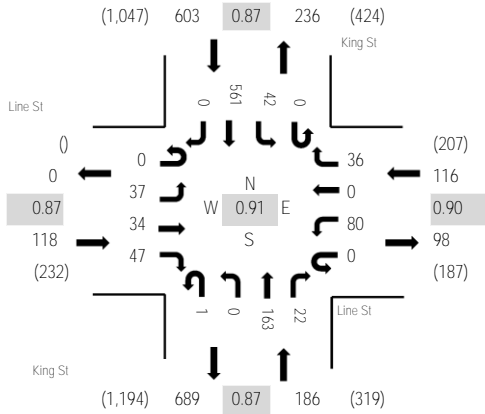 (1,047) 603 0.87 236 (424)
King St
Line St
0 561 42 0
() (207)
0 0 36 116
37 N 0
0.87 W 0.91 E 0.90
34 S 80
118 47 0 98
(232) (187)
1 0 163 22
Line St
King St
(1,194) 689 0.87 186 (319)